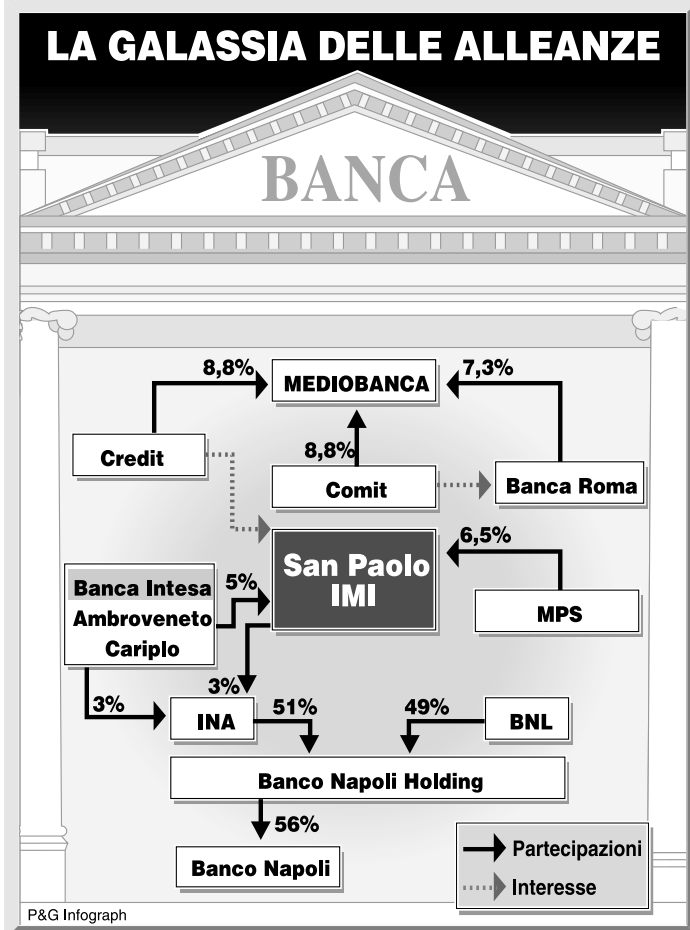 LA GALASSIA DELLE ALLEANZE
BANCA
8,8%
MEDIOBANCA
7,3%
Credit
8,8%
Comit
Banca Roma
San Paolo
IMI
6,5%
Banca Intesa
Ambroveneto
Cariplo
5%
MPS
3%
3%
INA
51%
49%
BNL
Banco Napoli Holding
56%
Banco Napoli
Partecipazioni
Interesse
P&G Infograph